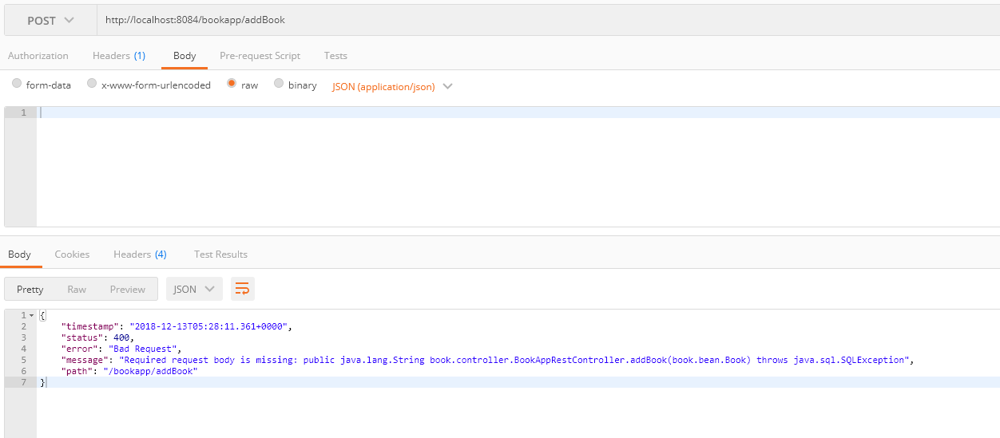 POST http://localhost:8084/bookapp/addBook
Authorization Headers (1) Body Pre-request Script Tests
form-data x-www-form-urlencoded raw binary JSON (application/json)
1
Body Cookies Headers (4) Test Results
Pretty Raw Preview JSON
1 {
2 "timestamp": "2018-12-13T05:28:11.361+0000",
3 "status": 400,
4 "error": "Bad Request",
5 "message": "Required request body is missing: public java.lang.String book.controller.BookAppRestController.addBook(book.bean.Book) throws java.sql.SQLException",
6 "path": "/bookapp/addBook"
7 }